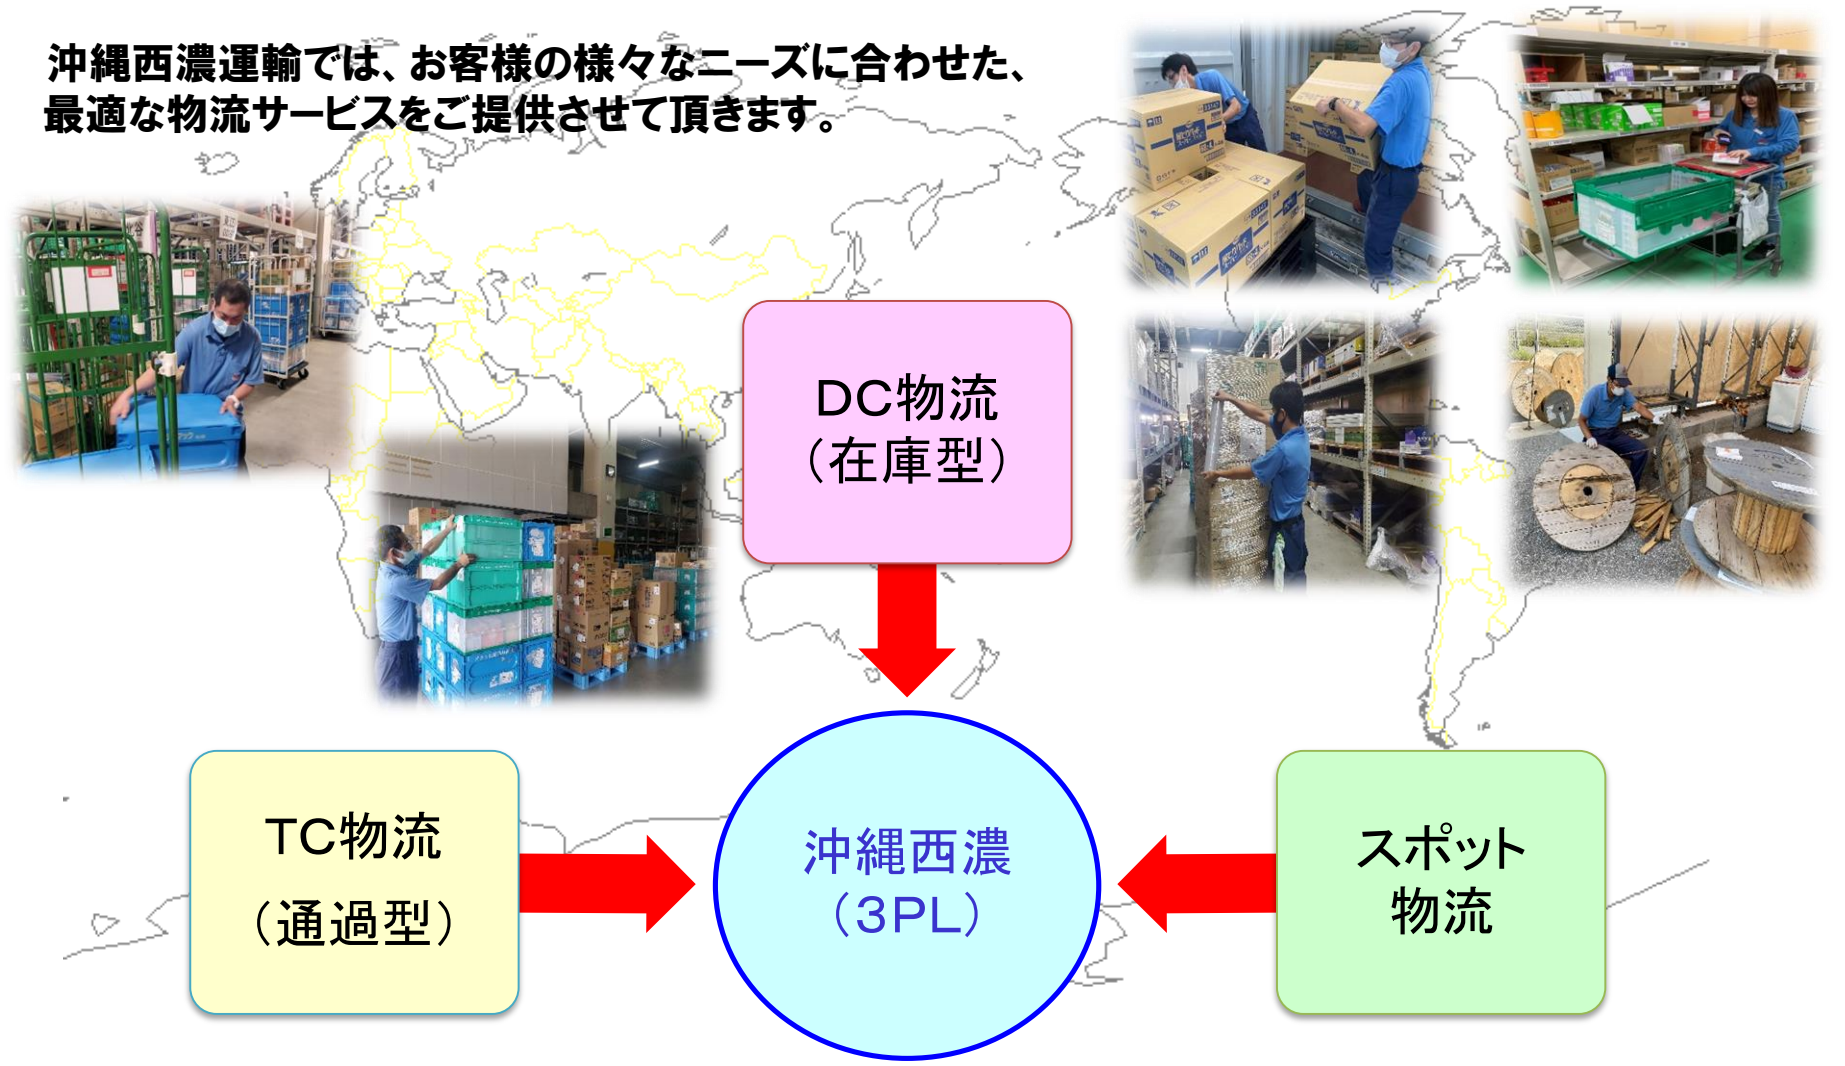 沖縄西濃運輸では、お客様の様々なニーズに合わせた、
最適な物流サービスをご提供させて頂きます。
ＤＣ物流
（在庫型）
ＴＣ物流
（通過型）
沖縄西濃
（３ＰＬ）
スポット
物流